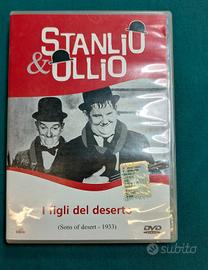 STANLIO
& OLLIO
I figli del deserto
(Sons of desert - 1933)
DVD
subito